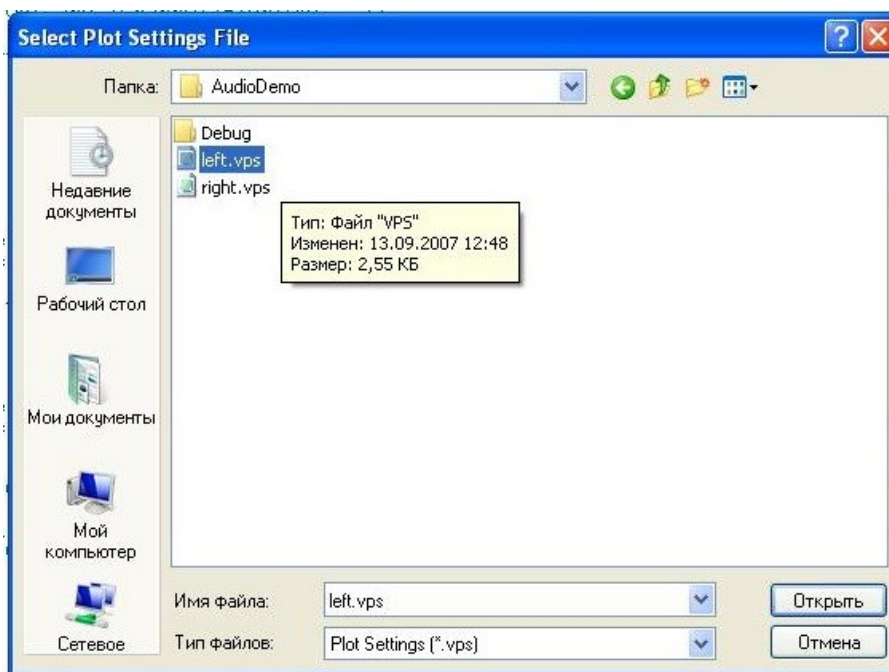 Select Plot Settings File
Папка:
AudioDemo
Недавние
документы
Рабочий стол
Мои документы
Мой
компьютер
Сетевое
Debug
left.vps
right.vps
Тип: Файл "VPS"
Изменен: 13.09.2007 12:48
Размер: 2,55 КБ
Имя файла:
left.vps
Открыть
Тип файлов:
Plot Settings (*.vps)
Отмена